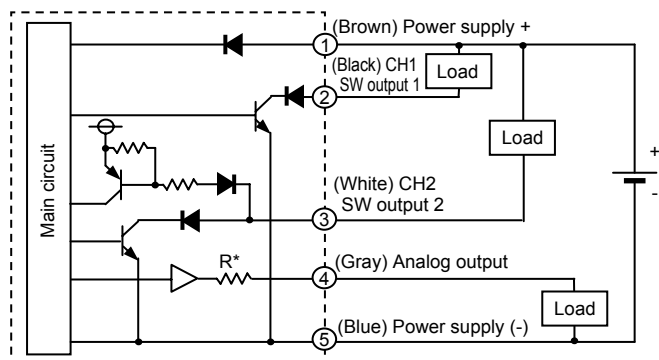 (Brown) Power supply +
1
(Black) CH1
SW output 1
2
Load
Load
Main circuit
+
-
(White) CH2
SW output 2
3
R*
4
(Gray) Analog output
Load
5
(Blue) Power supply (-)